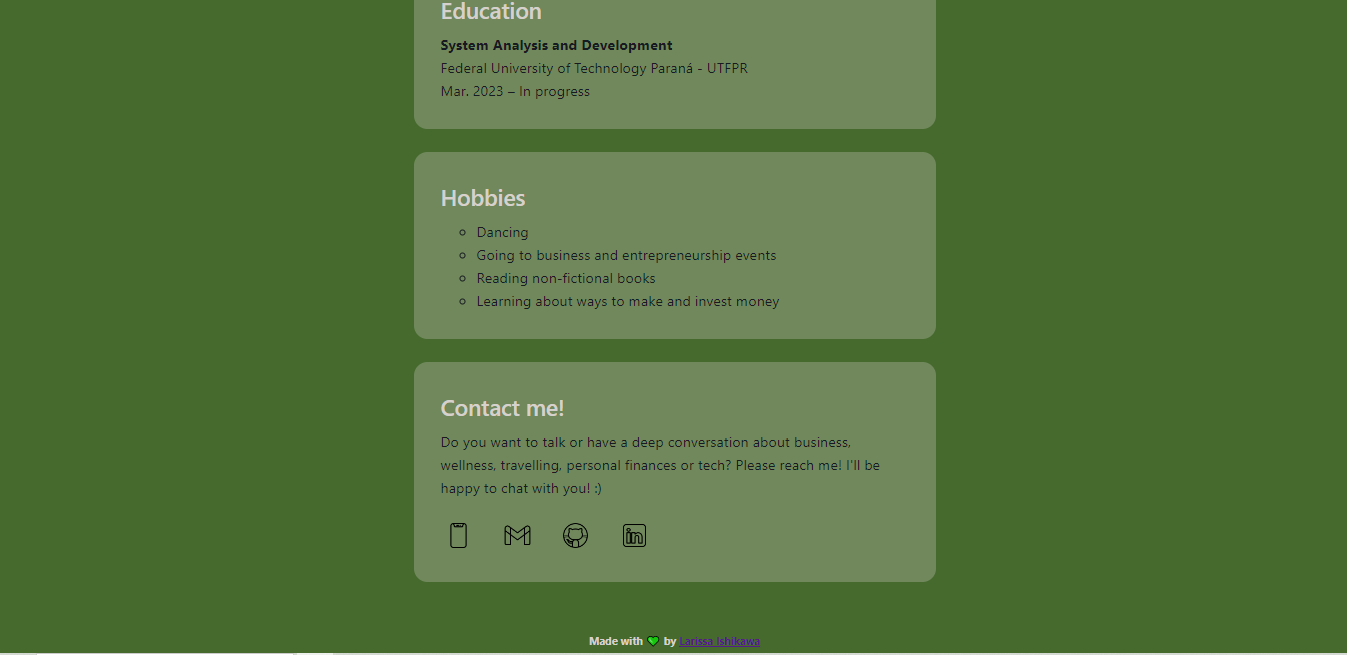 Education
System Analysis and Development
Federal University of Technology Paraná - UTFPR
Mar. 2023 – In progress
Hobbies
Dancing
Going to business and entrepreneurship events
Reading non-fictional books
Learning about ways to make and invest money
Contact me!
Do you want to talk or have a deep conversation about business,
wellness, travelling, personal finances or tech? Please reach me! I'll be
happy to chat with you! :)
in
Made with 💚 by Larissa Ishikawa